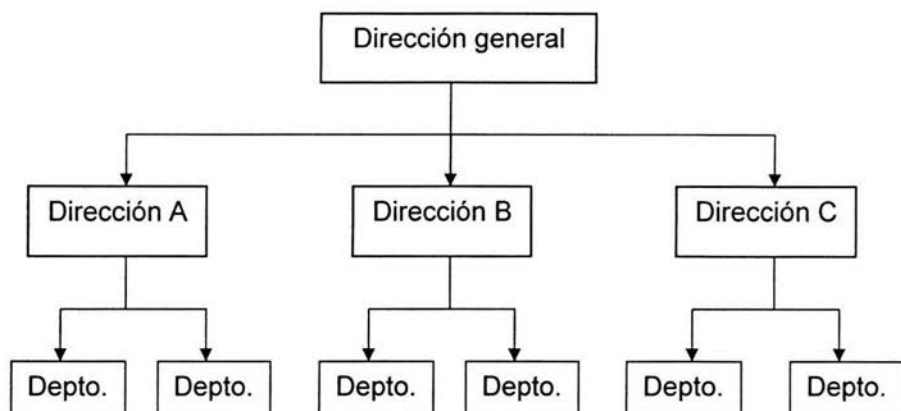 Dirección general
Dirección A
Dirección B
Dirección C
Depto.
Depto.
Depto.
Depto.
Depto.
Depto.